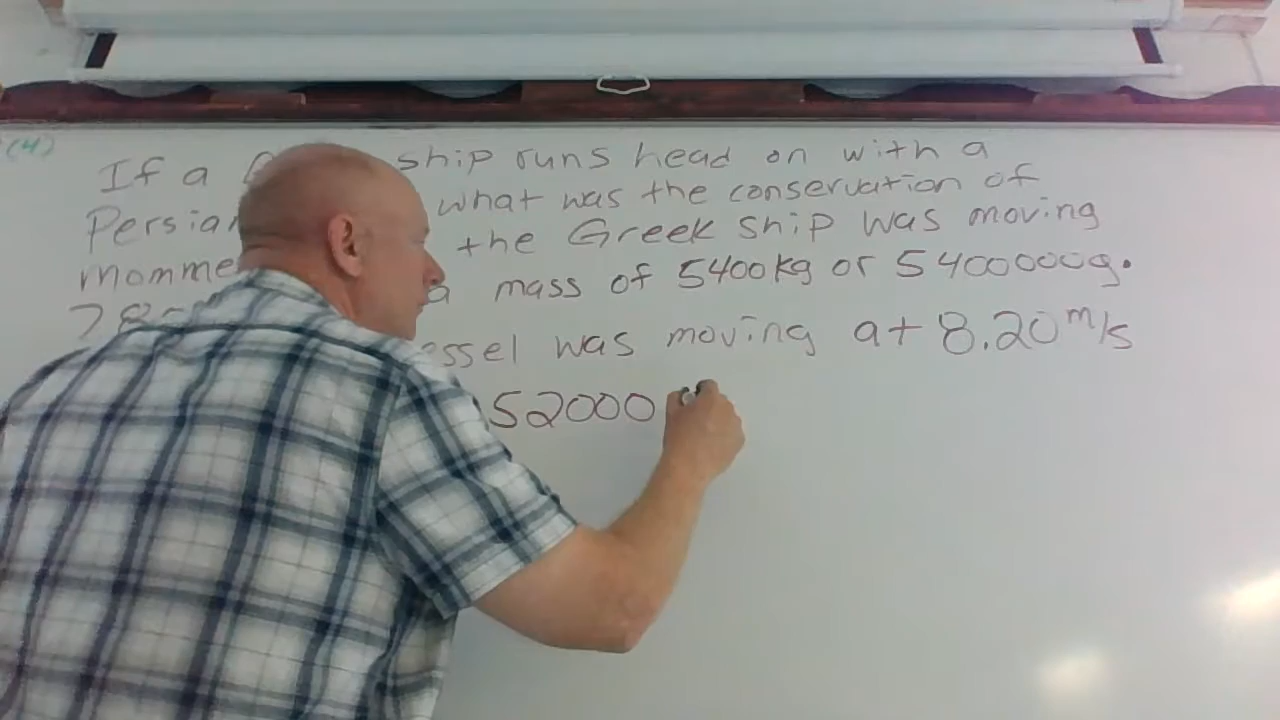 (4)
If a ship runs head on with a
Persian what was the conservation of
momme the Greek ship was moving
a mass of 5400kg or 5400000g.
was moving at 8.20 m/s
52000